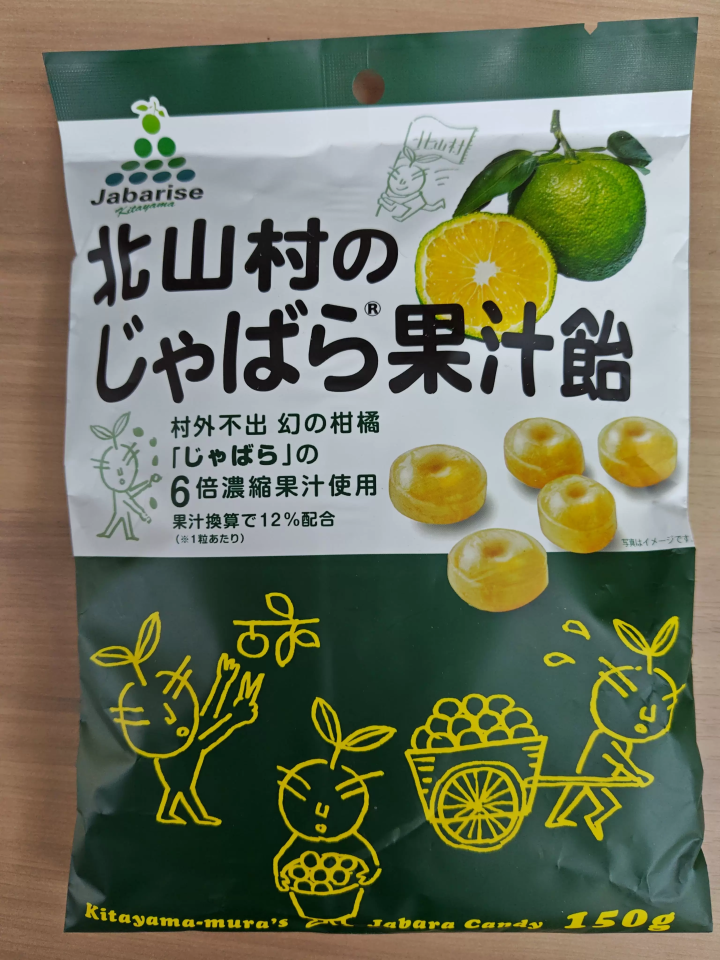 北山村
Jabarise
Kitayama
北山村の
じゃばら®果汁飴
村外不出 幻の柑橘
「じゃばら」の
6倍濃縮果汁使用
果汁換算で12%配合
(※1粒あたり)
写真はイメージです
Kitayama-mura's Jabara Candy 150g